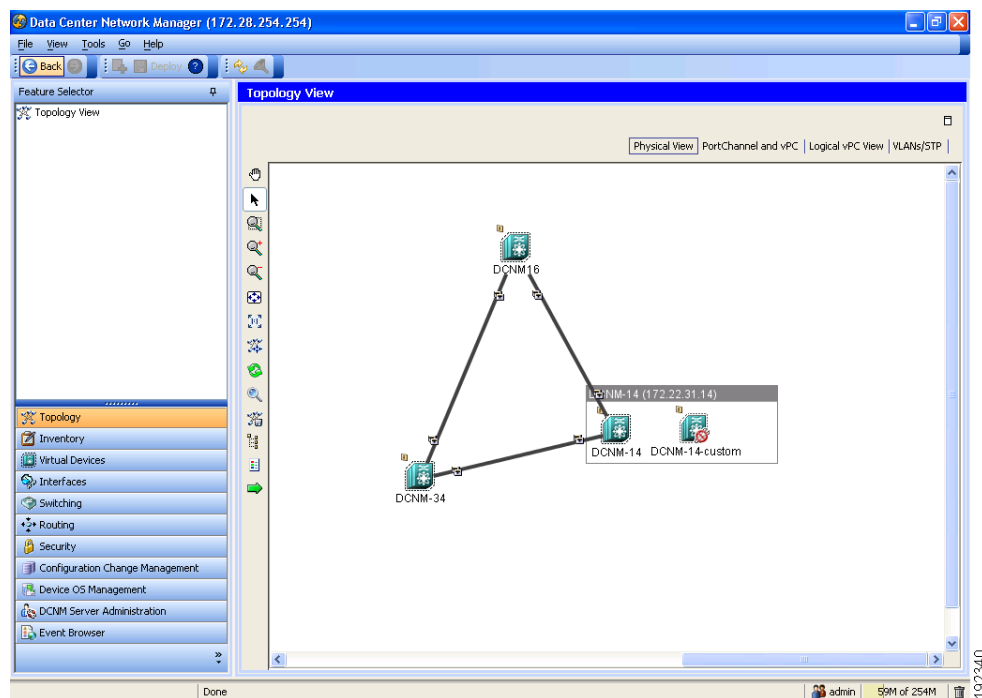 Data Center Network Manager (172.28.254.254)
File View Tools Go Help
Back Deploy
Feature Selector
Topology View
Topology View
Physical View PortChannel and vPC Logical vPC View VLANs/STP
DCNM16
NM-14 (172.22.31.14)
DCNM-14 DCNM-14-custom
DCNM-34
Topology
Inventory
Virtual Devices
Interfaces
Switching
Routing
Security
Configuration Change Management
Device OS Management
DCNM Server Administration
Event Browser
Done
admin 59M of 254M
192340